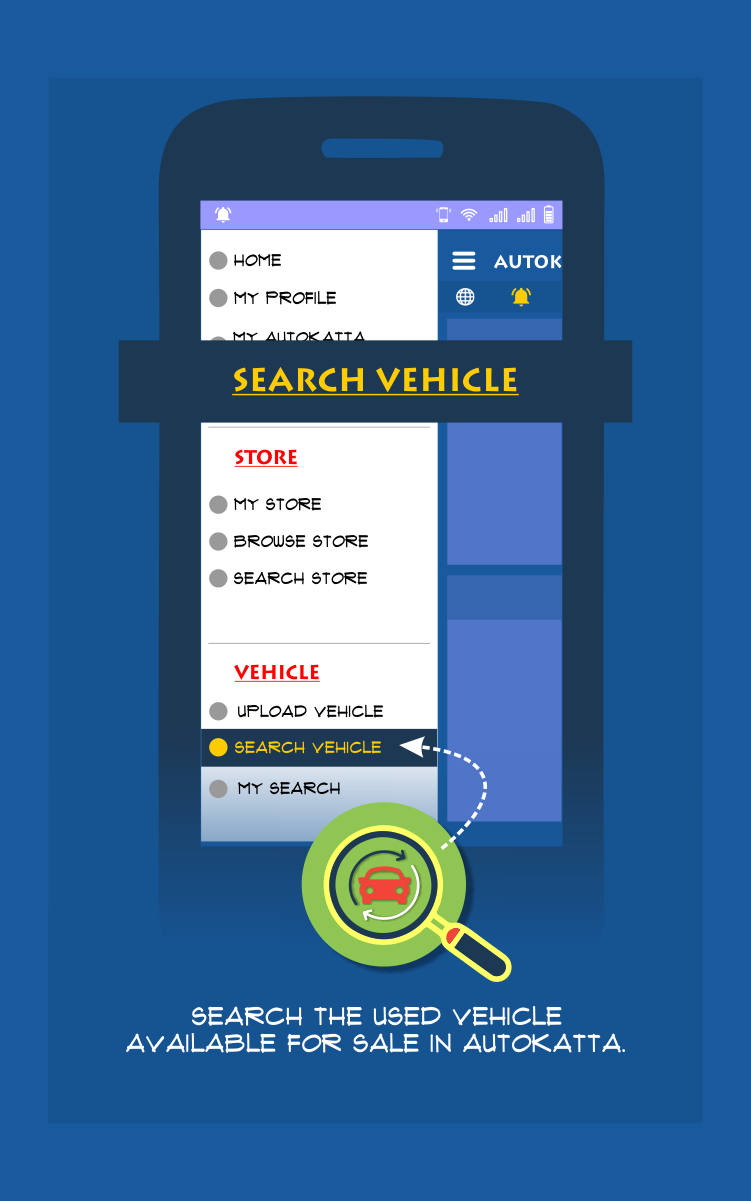 HOME
AUTOK
MY PROFILE
MY AUTOKATTA
SEARCH VEHICLE
STORE
MY STORE
BROWSE STORE
SEARCH STORE
VEHICLE
UPLOAD VEHICLE
SEARCH VEHICLE
MY SEARCH
SEARCH THE USED VEHICLE
AVAILABLE FOR SALE IN AUTOKATTA.